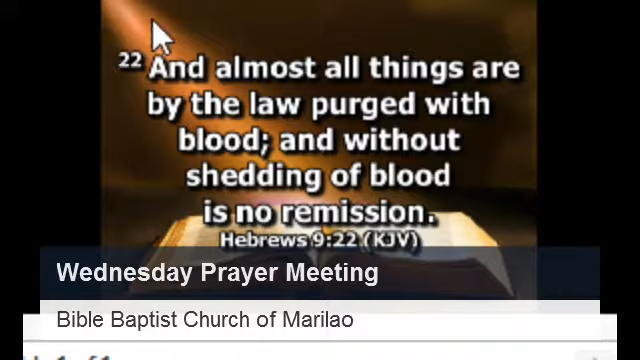 22 And almost all things are
by the law purged with
blood; and without
shedding of blood
is no remission.
Hebrews 9:22 (KJV)
Wednesday Prayer Meeting
Bible Baptist Church of Marilao